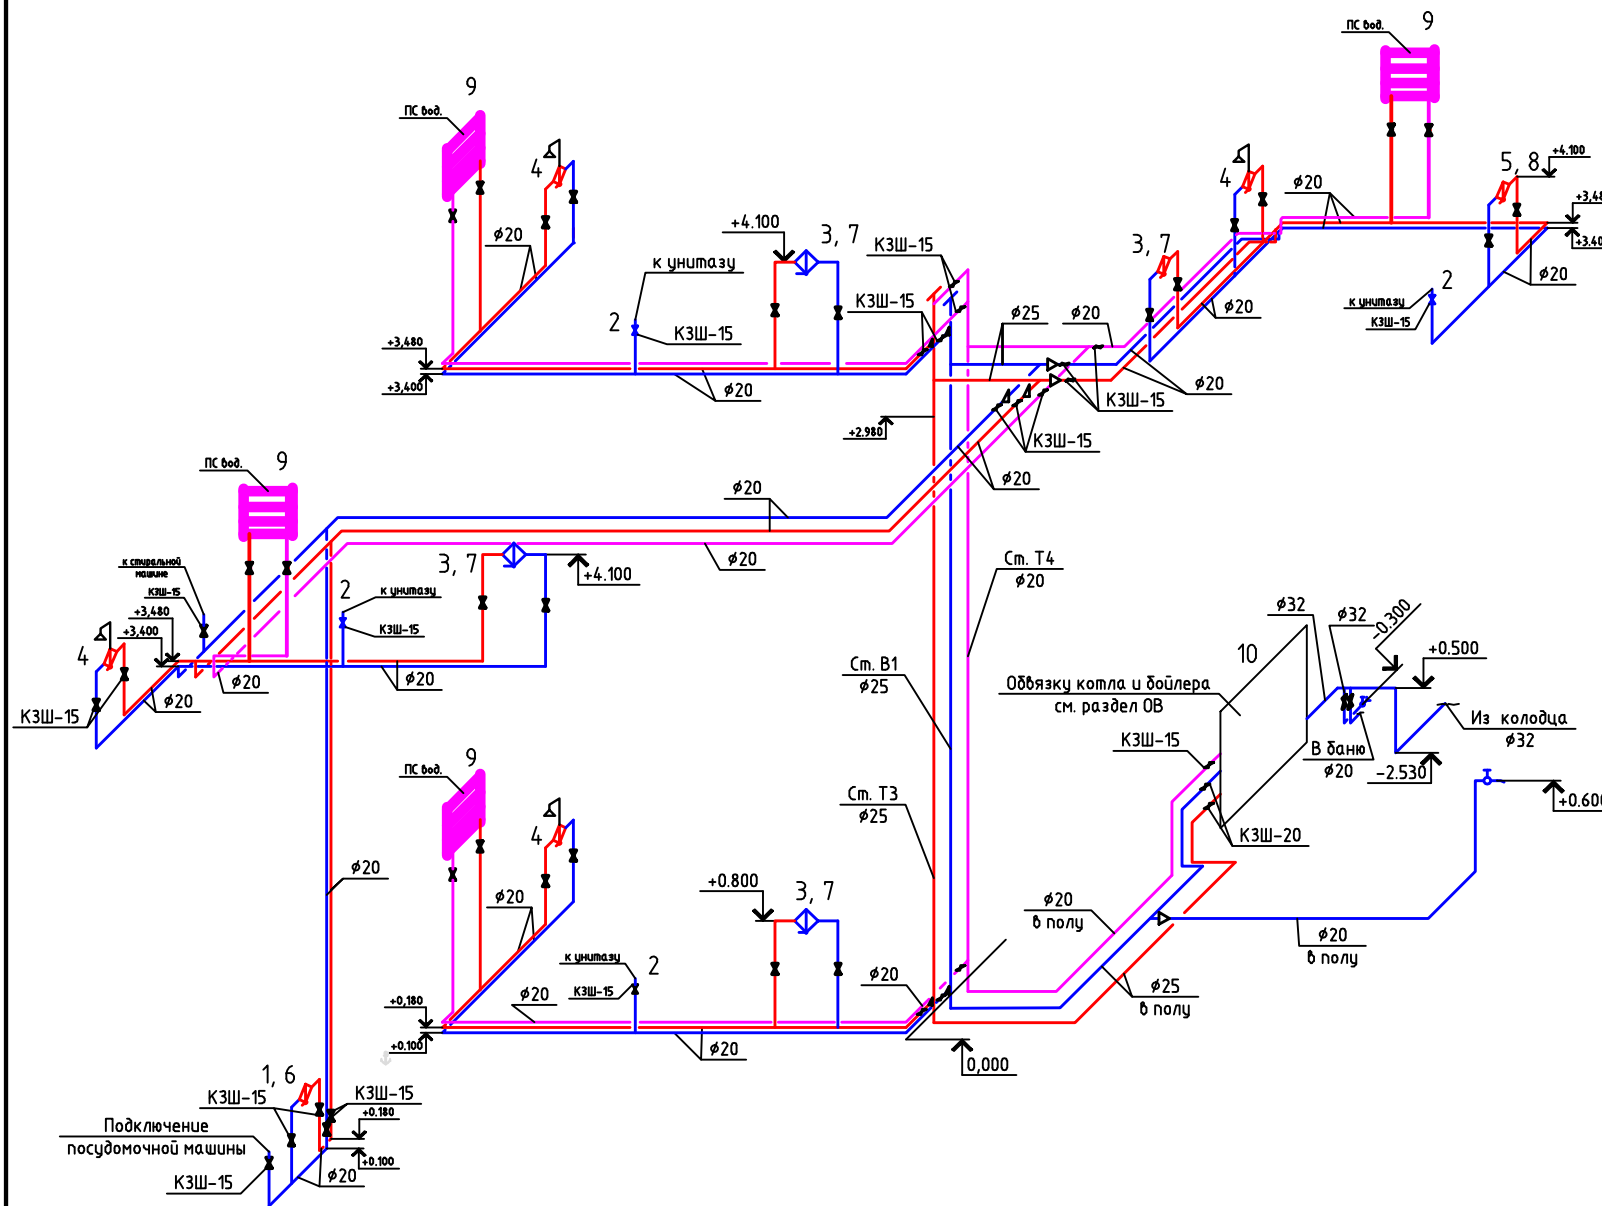 9
ПС вод.
9
ПС вод.
4
ø20
+4.100
3, 7
к унитазу
2
КЗШ-15
+3,480
+3,400
ø20
КЗШ-15
КЗШ-15
ø25
ø20
+2.980
КЗШ-15
КЗШ-15
ø20
ø20
4
3, 7
ø20
ø20
5, 8
+4.100
+3,48
+3.40
ø20
2
к унитазу
КЗШ-15
9
ПС вод.
ø20
ø20
к стиральной
машине
КЗШ-15
+3,480
+3,400
4
КЗШ-15
ø20
ø20
2
к унитазу
КЗШ-15
3, 7
+4.100
ø20
Ст. Т4
ø20
Ст. В1
ø25
Ст. Т3
ø25
Обвязку котла и бойлера
см. раздел ОВ
10
ø32
ø32
-0.300
+0.500
Из колодца
ø32
В баню
ø20
-2.530
КЗШ-15
КЗШ-20
+0.600
9
ПС вод.
4
ø20
+0.800
3, 7
к унитазу
2
КЗШ-15
ø20
+0,180
+0.100
ø20
ø20
0,000
ø20
в полу
ø25
в полу
ø20
в полу
ø20
1, 6
КЗШ-15
КЗШ-15
+0.180
+0.100
Подключение
посудомочной машины
КЗШ-15
ø20